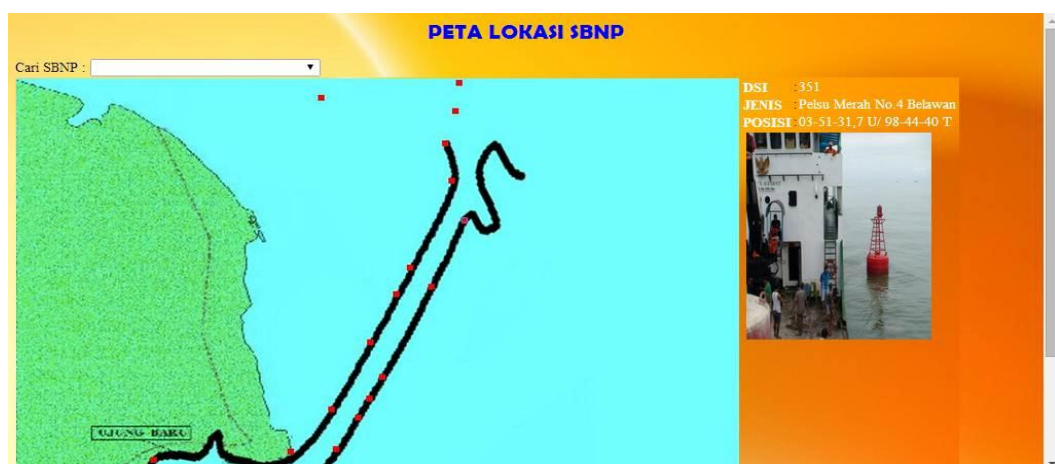 PETA LOKASI SBNP
Cari SBNP :
DSI :351
JENIS :Pelsu Merah No.4 Belawan
POSISI :03-51-31,7 U/ 98-44-40 T
UJUNG BARU